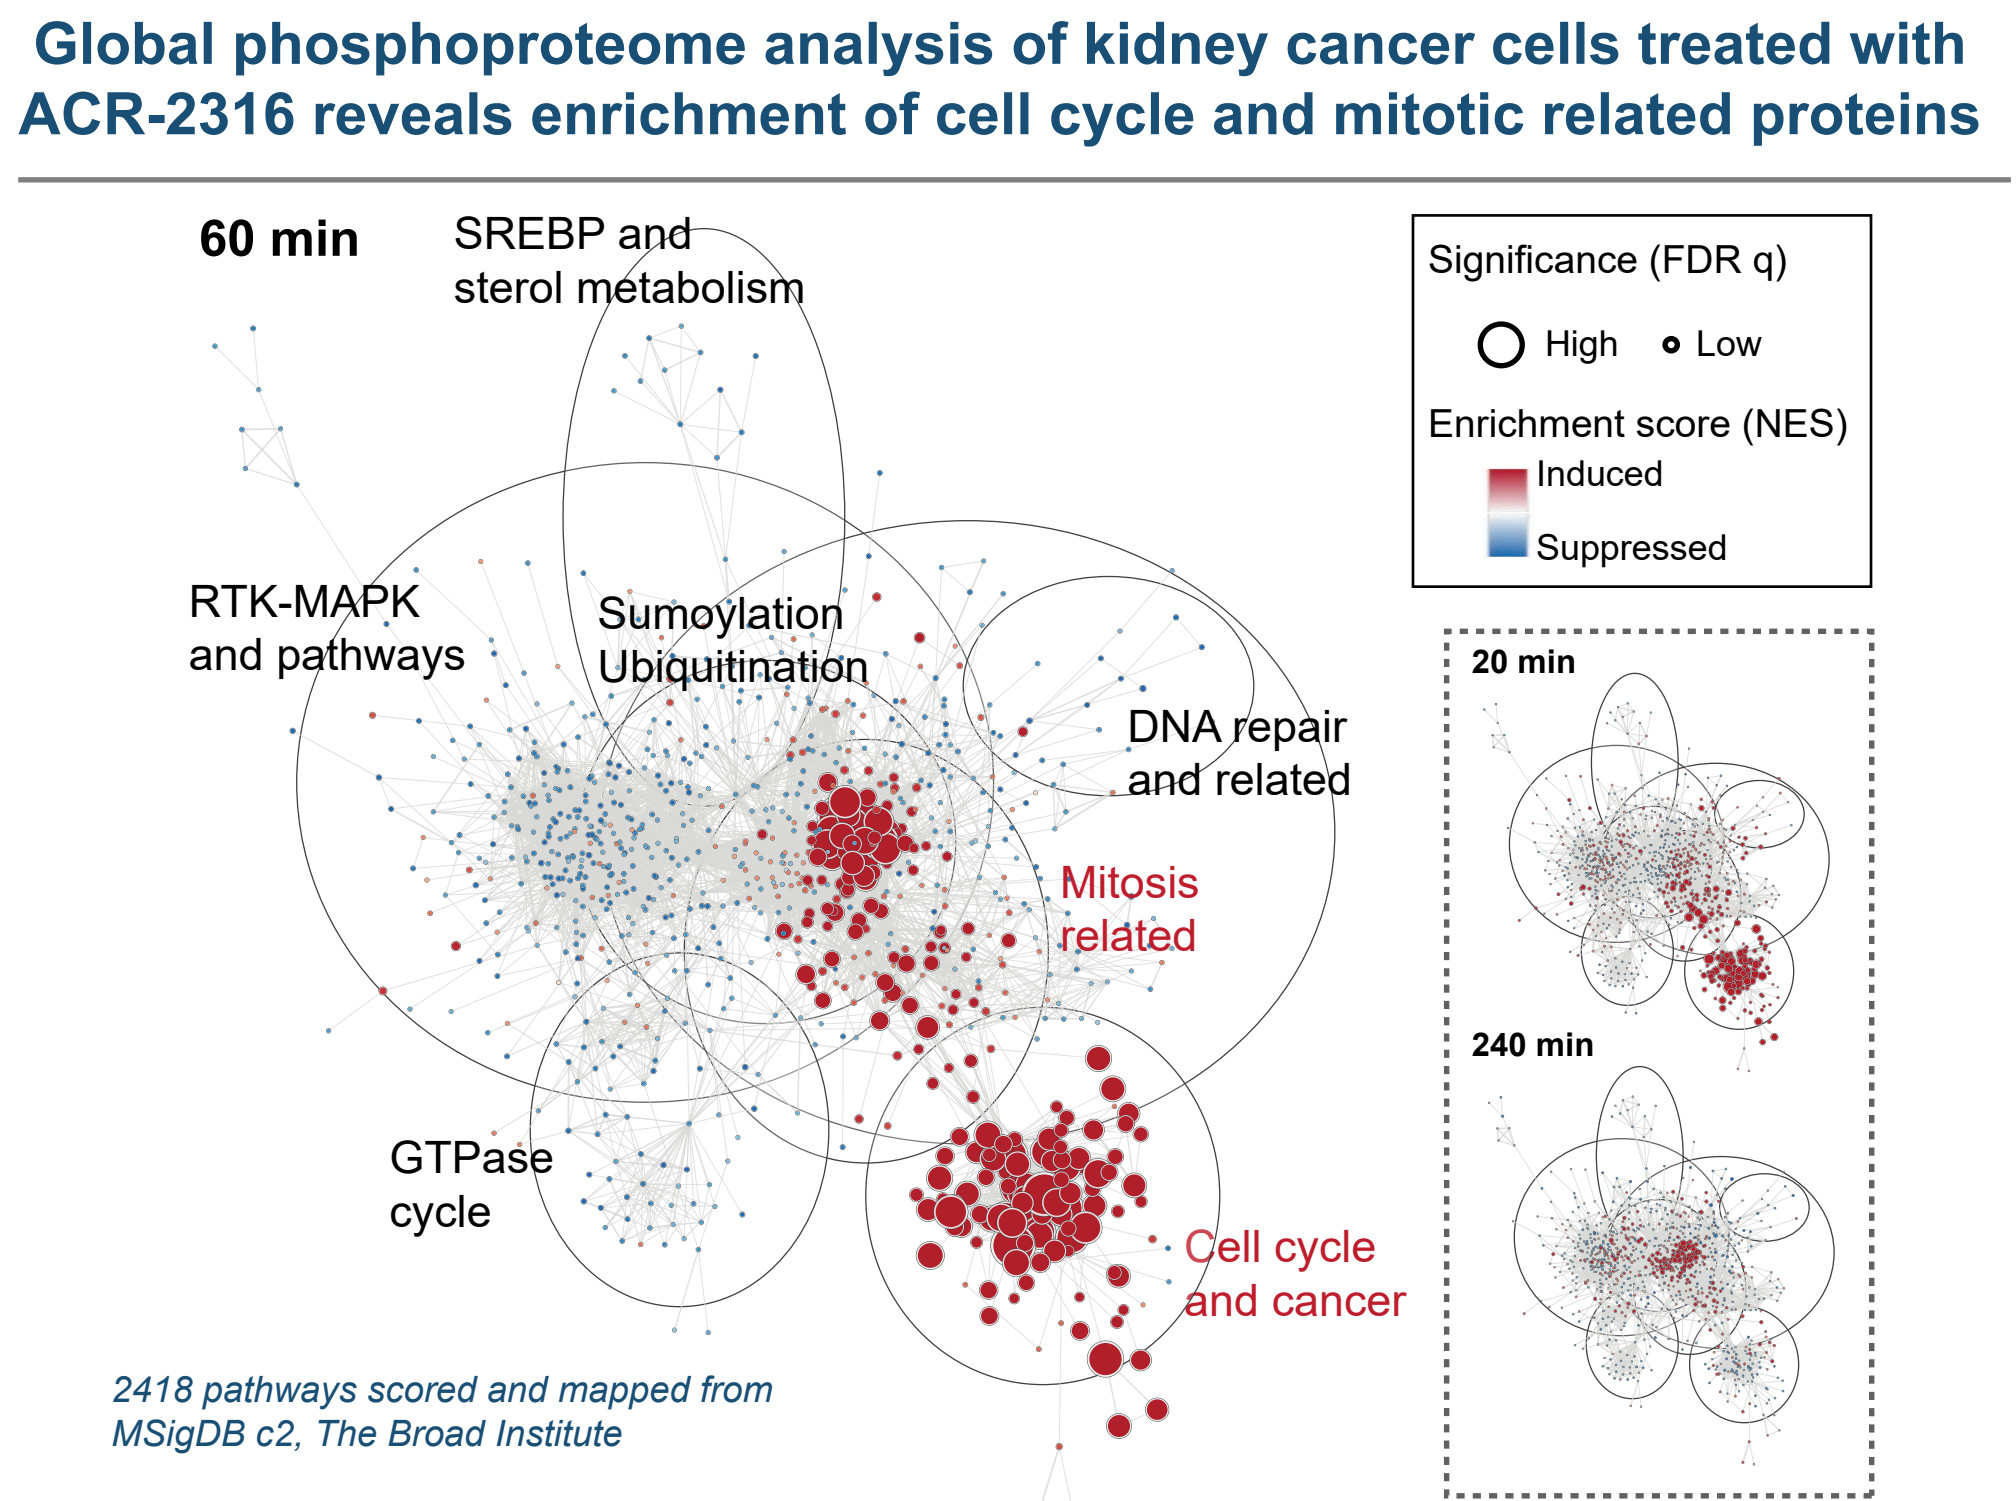 Global phosphoproteome analysis of kidney cancer cells treated with
ACR-2316 reveals enrichment of cell cycle and mitotic related proteins
60 min
SREBP and
sterol metabolism
RTK-MAPK
and pathways
Sumoylation
Ubiquitination
DNA repair
and related
Mitosis
related
GTPase
cycle
Cell cycle
and cancer
2418 pathways scored and mapped from
MSigDB c2, The Broad Institute
Significance (FDR q)
High
Low
Enrichment score (NES)
Induced
Suppressed
20 min
240 min